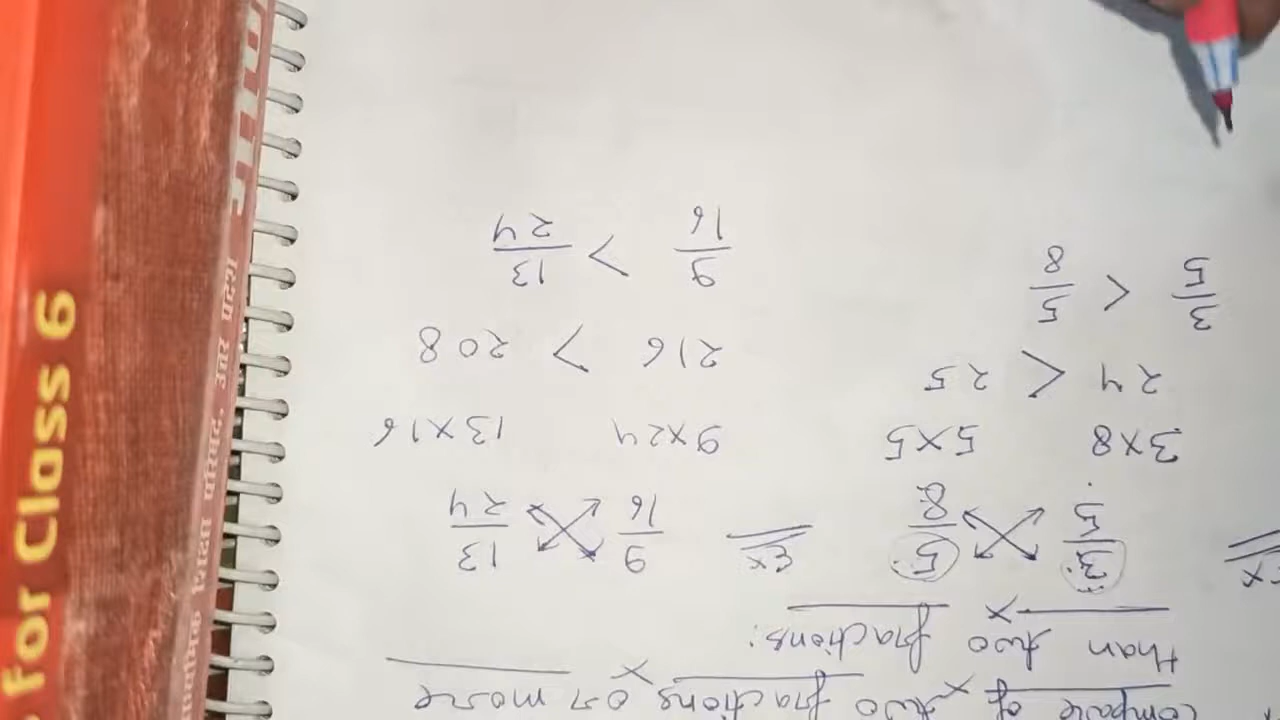 compare of two fractions or more
than two fractions:
Ex 3/5 5/8 Ex 9/16 13/24
3×8 5×5 9×24 13×16
24 < 25 216 > 208
3/5 < 5/8 9/16 > 13/24
for Class 6